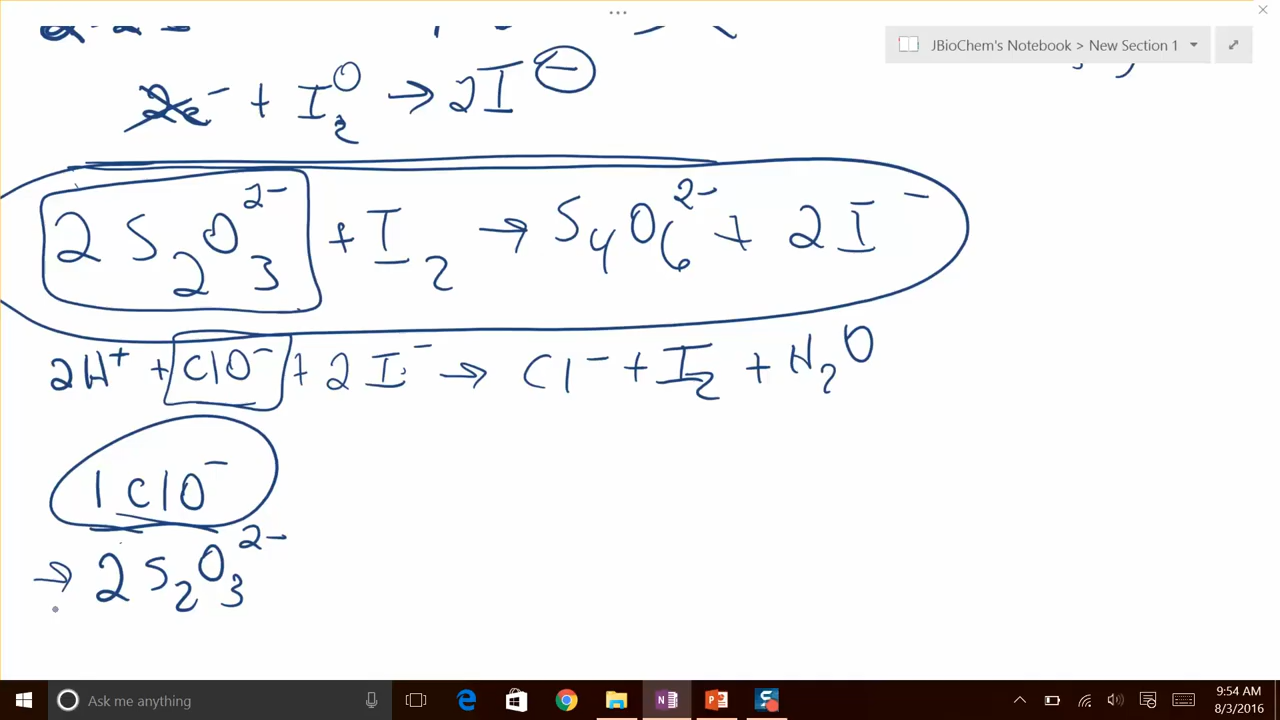 JBioChem's Notebook > New Section 1
2e⁻ + I₂⁰ → 2I⁻
2 S₂O₃²⁻ + I₂ → S₄O₆²⁻ + 2 I⁻
2H⁺ + ClO⁻ + 2 I⁻ → Cl⁻ + I₂ + H₂O
1 ClO⁻
→ 2 S₂O₃²⁻
Ask me anything
9:54 AM
8/3/2016